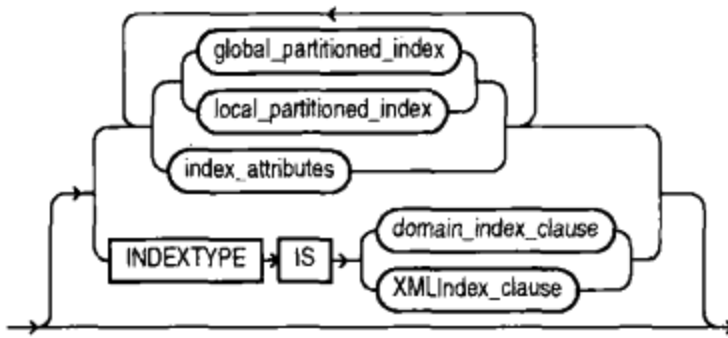 global_partitioned_index
local_partitioned_index
index_attributes
domain_index_clause
INDEXTYPE IS
XMLIndex_clause